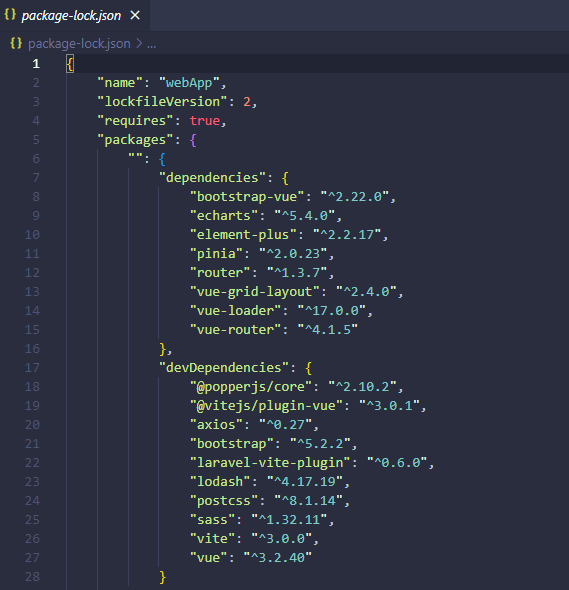 {} package-lock.json ×
{} package-lock.json > ...
1 {
2 "name": "webApp",
3 "lockfileVersion": 2,
4 "requires": true,
5 "packages": {
6 "": {
7 "dependencies": {
8 "bootstrap-vue": "^2.22.0",
9 "echarts": "^5.4.0",
10 "element-plus": "^2.2.17",
11 "pinia": "^2.0.23",
12 "router": "^1.3.7",
13 "vue-grid-layout": "^2.4.0",
14 "vue-loader": "^17.0.0",
15 "vue-router": "^4.1.5"
16 },
17 "devDependencies": {
18 "@popperjs/core": "^2.10.2",
19 "@vitejs/plugin-vue": "^3.0.1",
20 "axios": "^0.27",
21 "bootstrap": "^5.2.2",
22 "laravel-vite-plugin": "^0.6.0",
23 "lodash": "^4.17.19",
24 "postcss": "^8.1.14",
25 "sass": "^1.32.11",
26 "vite": "^3.0.0",
27 "vue": "^3.2.40"
28 }